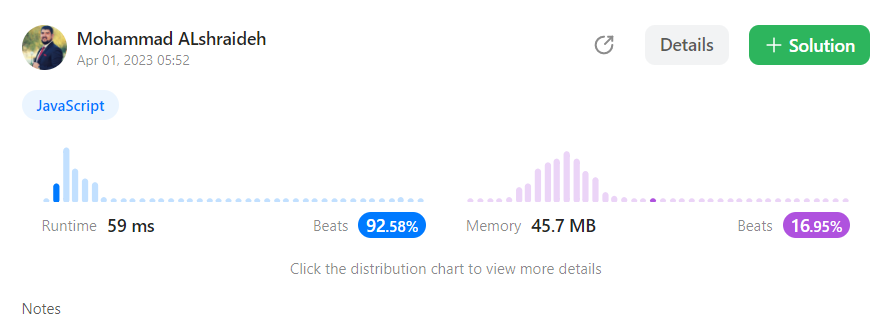 Mohammad ALshraideh
Apr 01, 2023 05:52
Details
+ Solution
JavaScript
Runtime 59 ms Beats 92.58%
Memory 45.7 MB Beats 16.95%
Click the distribution chart to view more details
Notes